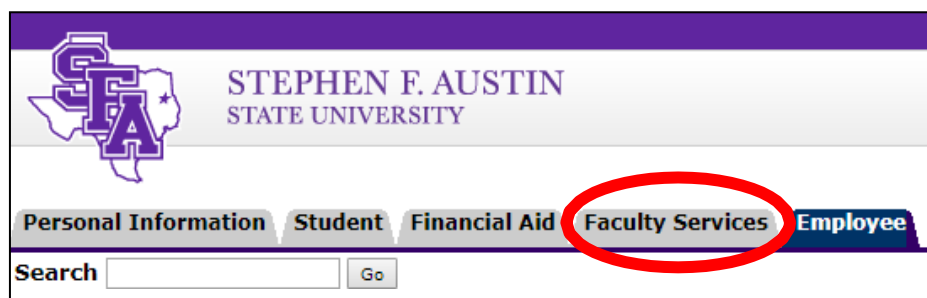 SFA
STEPHEN F. AUSTIN
STATE UNIVERSITY
Personal Information Student Financial Aid Faculty Services Employee
Search Go